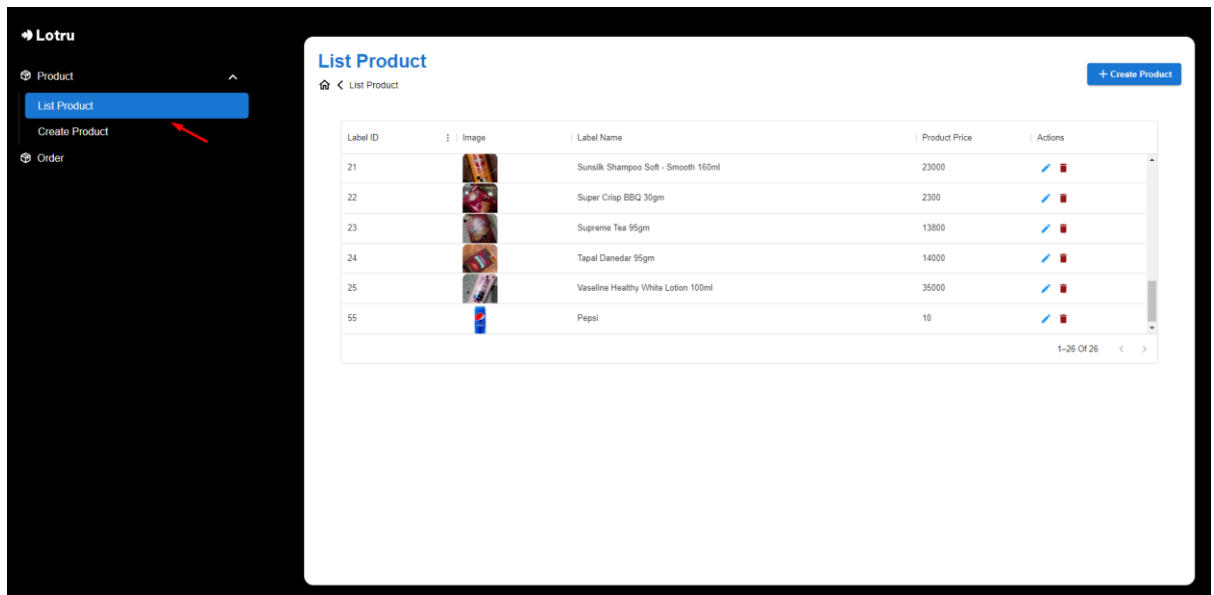 Lotru
Product
List Product
Create Product
Order
List Product
List Product
+ Create Product
Label ID Image Label Name Product Price Actions
21 Sunsilk Shampoo Soft - Smooth 160ml 23000
22 Super Crisp BBQ 30gm 2300
23 Supreme Tea 95gm 13800
24 Tapal Danedar 95gm 14000
25 Vaseline Healthy White Lotion 100ml 35000
55 Pepsi 10
1–26 Of 26